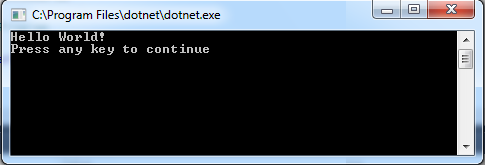 C:\Program Files\dotnet\dotnet.exe
Hello World!
Press any key to continue